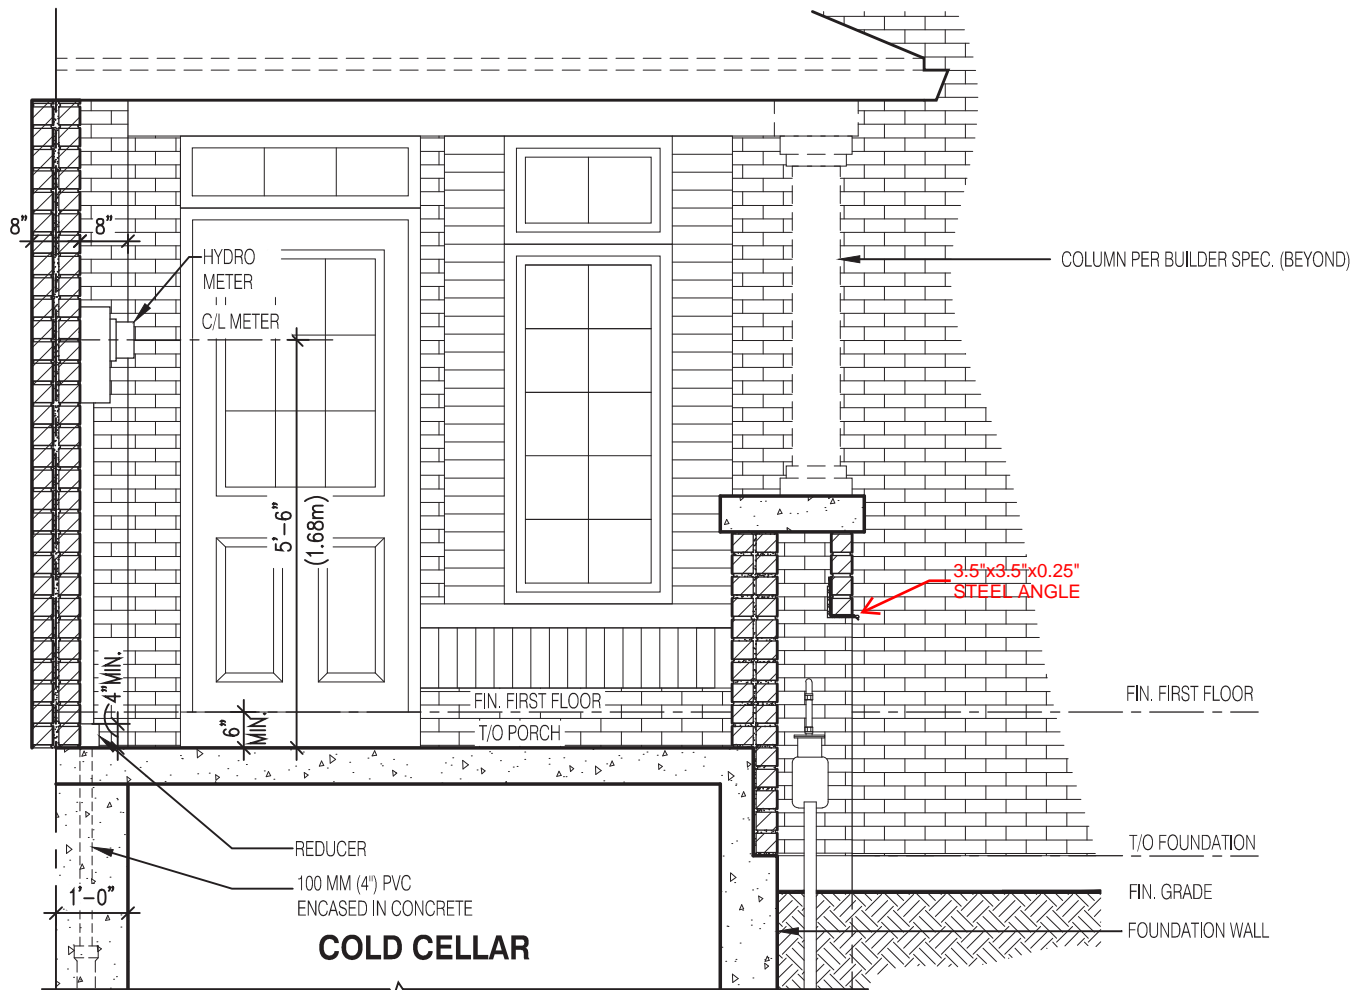 8"
8"
HYDRO
METER
C/L METER
COLUMN PER BUILDER SPEC. (BEYOND)
5'-6"
(1.68m)
3.5"x3.5"x0.25"
STEEL ANGLE
4"MIN.
6"
MIN.
FIN. FIRST FLOOR
T/O PORCH
FIN. FIRST FLOOR
REDUCER
T/O FOUNDATION
100 MM (4") PVC
ENCASED IN CONCRETE
1'-0"
FIN. GRADE
FOUNDATION WALL
COLD CELLAR